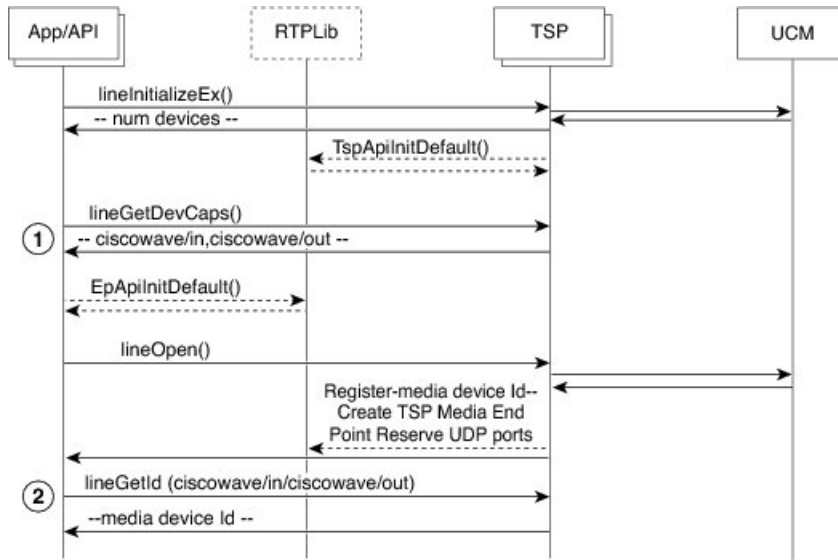 App/API
RTPLib
TSP
UCM
lineInitializeEx()
-- num devices --
TspApiInitDefault()
lineGetDevCaps()
1
-- ciscowave/in,ciscowave/out --
EpApiInitDefault()
lineOpen()
Register-media device Id--
Create TSP Media End
Point Reserve UDP ports
2
lineGetId (ciscowave/in/ciscowave/out)
--media device Id --